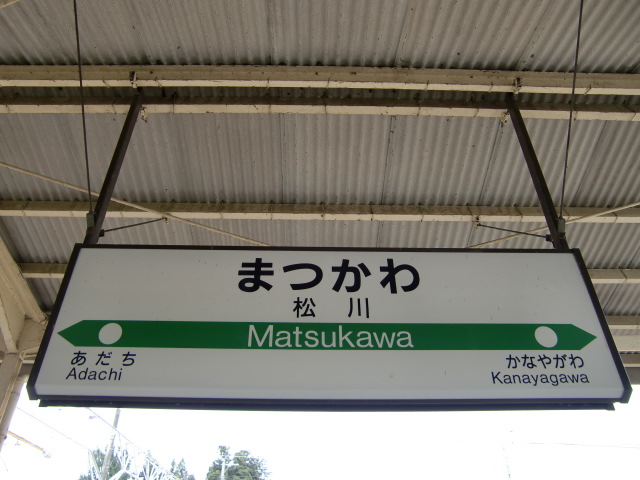 まつかわ
松川
Matsukawa
あだち
Adachi
かなやがわ
Kanayagawa